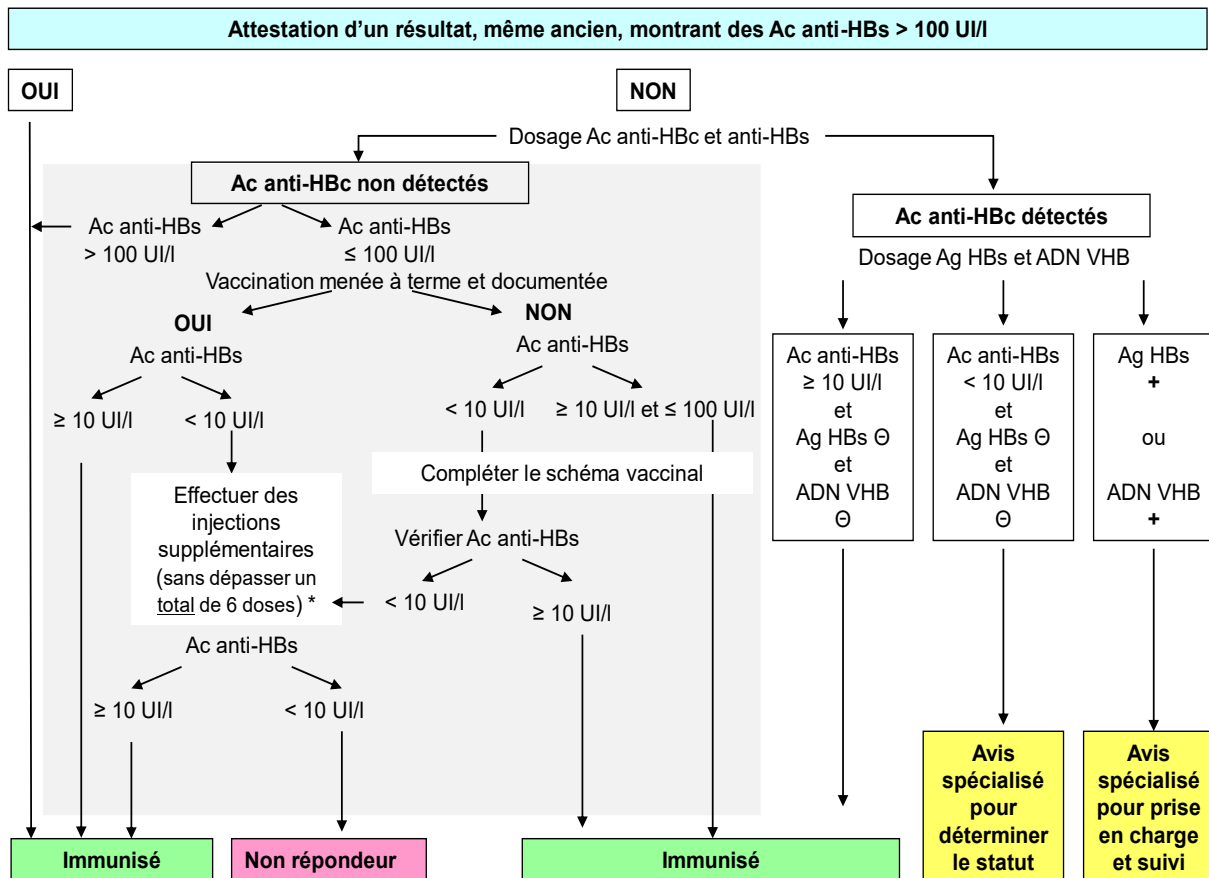 Attestation d'un résultat, même ancien, montrant des Ac anti-HBs > 100 UI/l
OUI
NON
Dosage Ac anti-HBc et anti-HBs
Ac anti-HBc non détectés
Ac anti-HBs
> 100 UI/l
Ac anti-HBs
≤ 100 UI/l
Vaccination menée à terme et documentée
OUI
Ac anti-HBs
≥ 10 UI/l
< 10 UI/l
NON
Ac anti-HBs
< 10 UI/l
≥ 10 UI/l et ≤ 100 UI/l
Effectuer des
injections
supplémentaires
(sans dépasser un
total de 6 doses) *
Compléter le schéma vaccinal
Vérifier Ac anti-HBs
< 10 UI/l
≥ 10 UI/l
Ac anti-HBs
≥ 10 UI/l
< 10 UI/l
Ac anti-HBc détectés
Dosage Ag HBs et ADN VHB
Ac anti-HBs
≥ 10 UI/l
et
Ag HBs Θ
et
ADN VHB
Θ
Ac anti-HBs
< 10 UI/l
et
Ag HBs Θ
et
ADN VHB
Θ
Ag HBs
+
ou
ADN VHB
+
Immunisé
Non répondeur
Immunisé
Avis
spécialisé
pour
déterminer
le statut
Avis
spécialisé
pour prise
en charge
et suivi